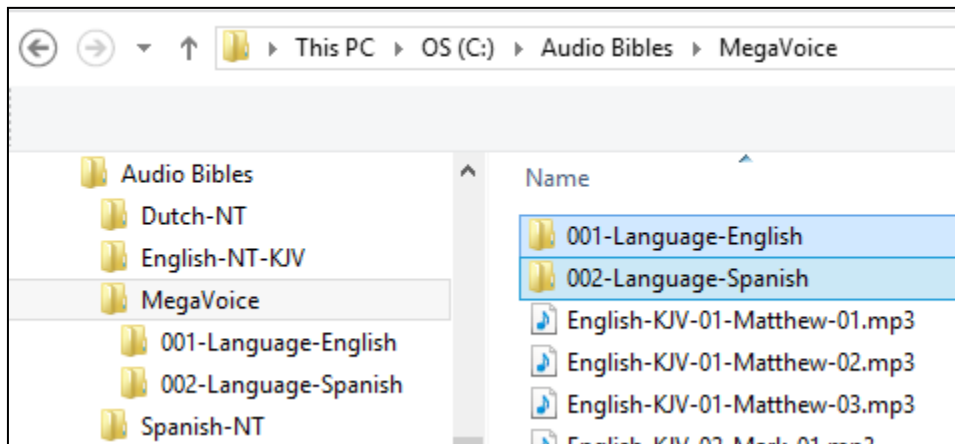 This PC OS (C:) Audio Bibles MegaVoice
Audio Bibles
Dutch-NT
English-NT-KJV
MegaVoice
001-Language-English
002-Language-Spanish
Spanish-NT
Name
001-Language-English
002-Language-Spanish
English-KJV-01-Matthew-01.mp3
English-KJV-01-Matthew-02.mp3
English-KJV-01-Matthew-03.mp3